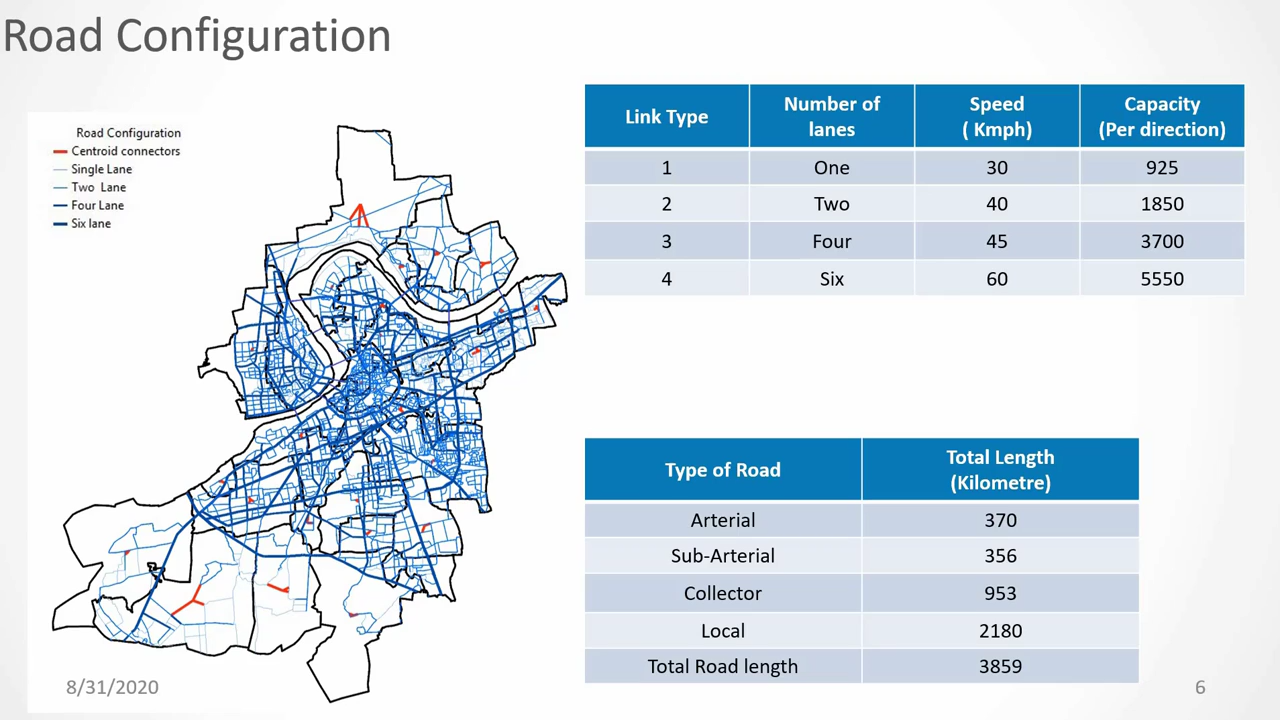 Road Configuration
Road Configuration
Centroid connectors
Single Lane
Two Lane
Four Lane
Six lane
Link Type
Number of lanes
Speed ( Kmph)
Capacity (Per direction)
1 One 30 925
2 Two 40 1850
3 Four 45 3700
4 Six 60 5550
Type of Road
Total Length (Kilometre)
Arterial 370
Sub-Arterial 356
Collector 953
Local 2180
Total Road length 3859
8/31/2020
6